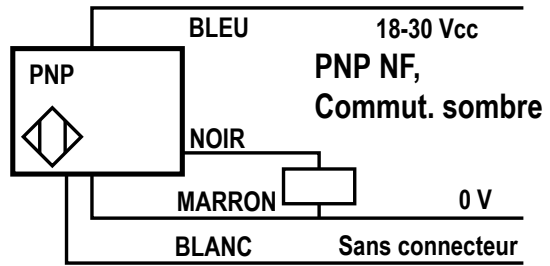 BLEU 18-30 Vcc
PNP
PNP NF,
Commut. sombre
NOIR
MARRON 0 V
BLANC Sans connecteur